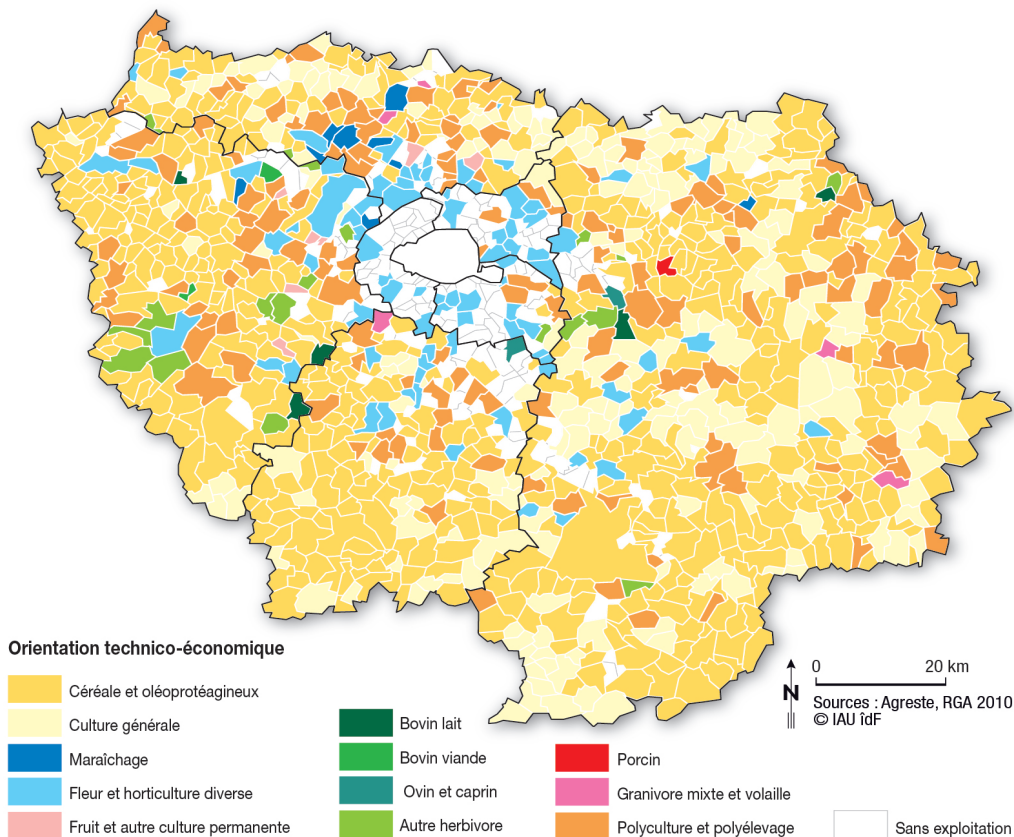 Orientation technico-économique
Céréale et oléoprotéagineux
Culture générale
Maraîchage
Fleur et horticulture diverse
Fruit et autre culture permanente
Bovin lait
Bovin viande
Ovin et caprin
Autre herbivore
Porcin
Granivore mixte et volaille
Polyculture et polyélevage
Sans exploitation
N
0 20 km
Sources : Agreste, RGA 2010
© IAU îdF